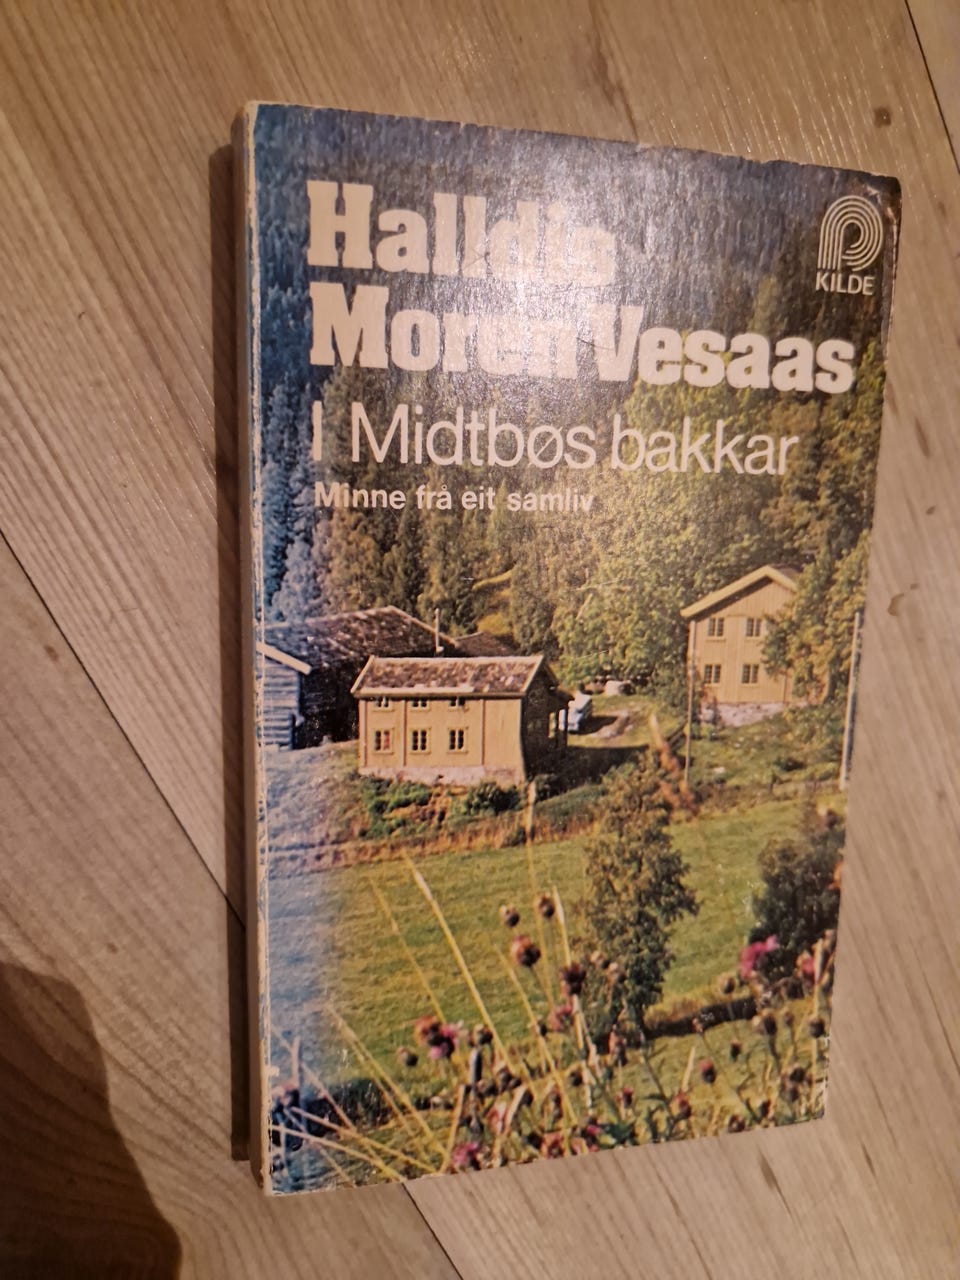 Halldis
Moren Vesaas
I Midtbøs bakkar
Minne frå eit samliv
KILDE